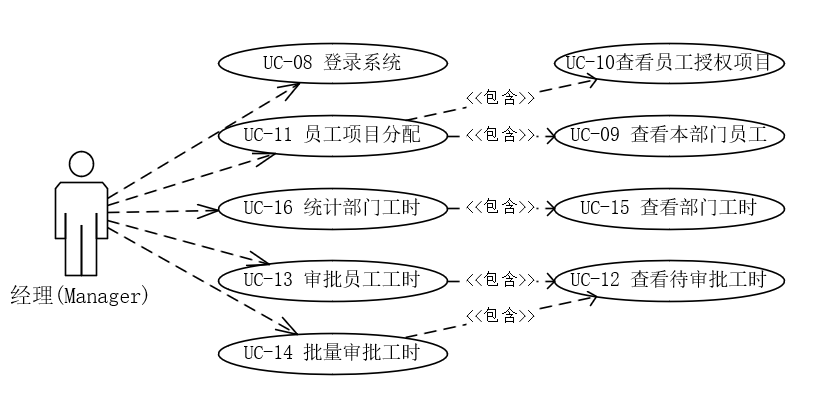 UC-08 登录系统
UC-10查看员工授权项目
<<包含>>
UC-11 员工项目分配
<<包含>>
UC-09 查看本部门员工
UC-16 统计部门工时
<<包含>>
UC-15 查看部门工时
UC-13 审批员工工时
<<包含>>
UC-12 查看待审批工时
经理(Manager)
<<包含>>
UC-14 批量审批工时